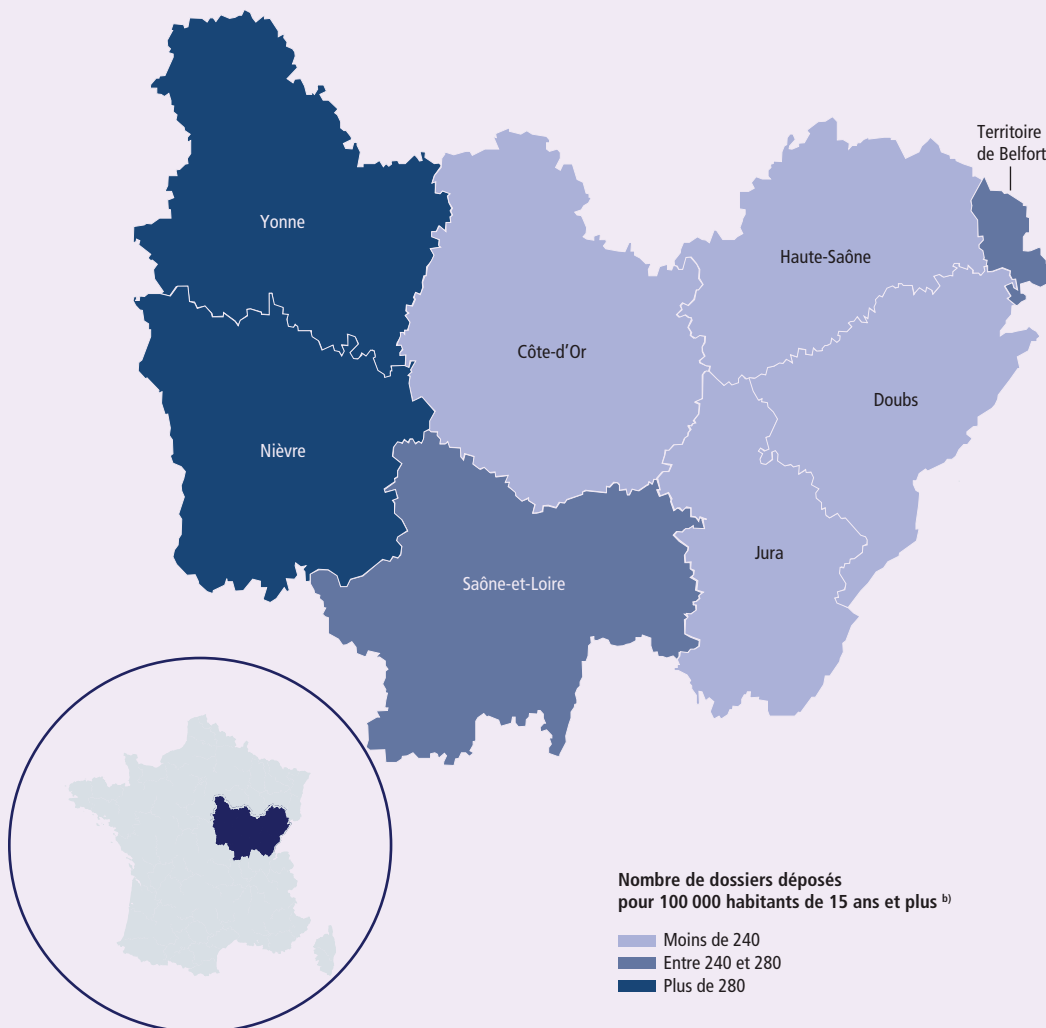 Territoire
de Belfort
Yonne
Haute-Saône
Côte-d’Or
Doubs
Nièvre
Jura
Saône-et-Loire
Nombre de dossiers déposés
pour 100 000 habitants de 15 ans et plus b)
Moins de 240
Entre 240 et 280
Plus de 280